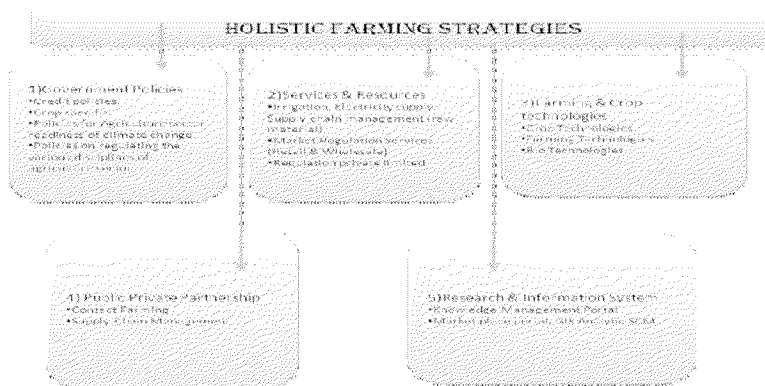 HOLISTIC FARMING STRATEGIES
1)Government Policies
•Credit policies
•Crop specific
•Policies for Agriculture sector
readiness of climate change
•Policies on regulating the
various disciplines of
agriculture sector
2)Services & Resources
•Irrigation, Electricity supply
Supply chain management (raw
material)
•Market Regulation Services
(Retail & Wholesale)
•Regulation private limited
3)Farming & Crop
technologies
•Crop Technologies
•Farming Technologies
•Bio Technologies
4) Public Private Partnership
•Contact Farming
•Supply Chain Management
5)Research & Information System
•Knowledge Management Portal
•Market place portal, GIS Analytic SCM